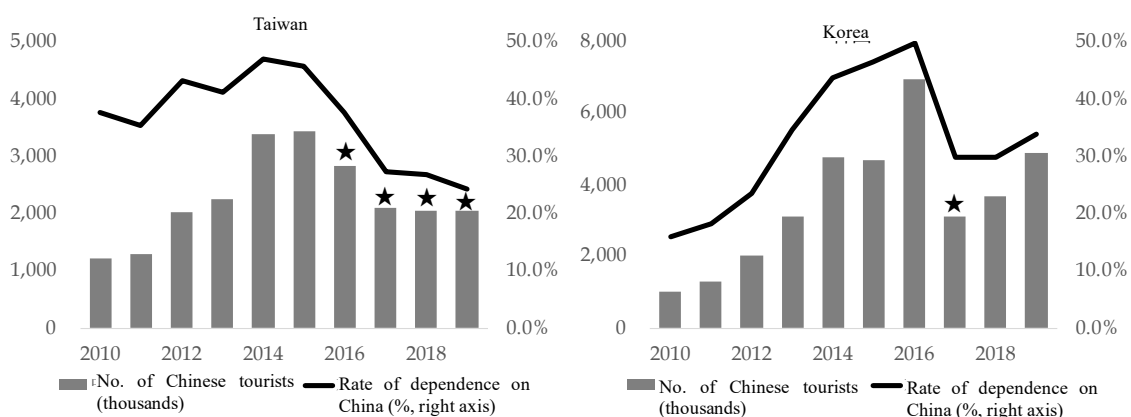 Taiwan
5,000
4,000
3,000
2,000
1,000
0
50.0%
40.0%
30.0%
20.0%
10.0%
0.0%
2010 2012 2014 2016 2018
No. of Chinese tourists
(thousands)
Rate of dependence on
China (%, right axis)
Korea
8,000
6,000
4,000
2,000
0
50.0%
40.0%
30.0%
20.0%
10.0%
0.0%
2010 2012 2014 2016 2018
No. of Chinese tourists
(thousands)
Rate of dependence on
China (%, right axis)